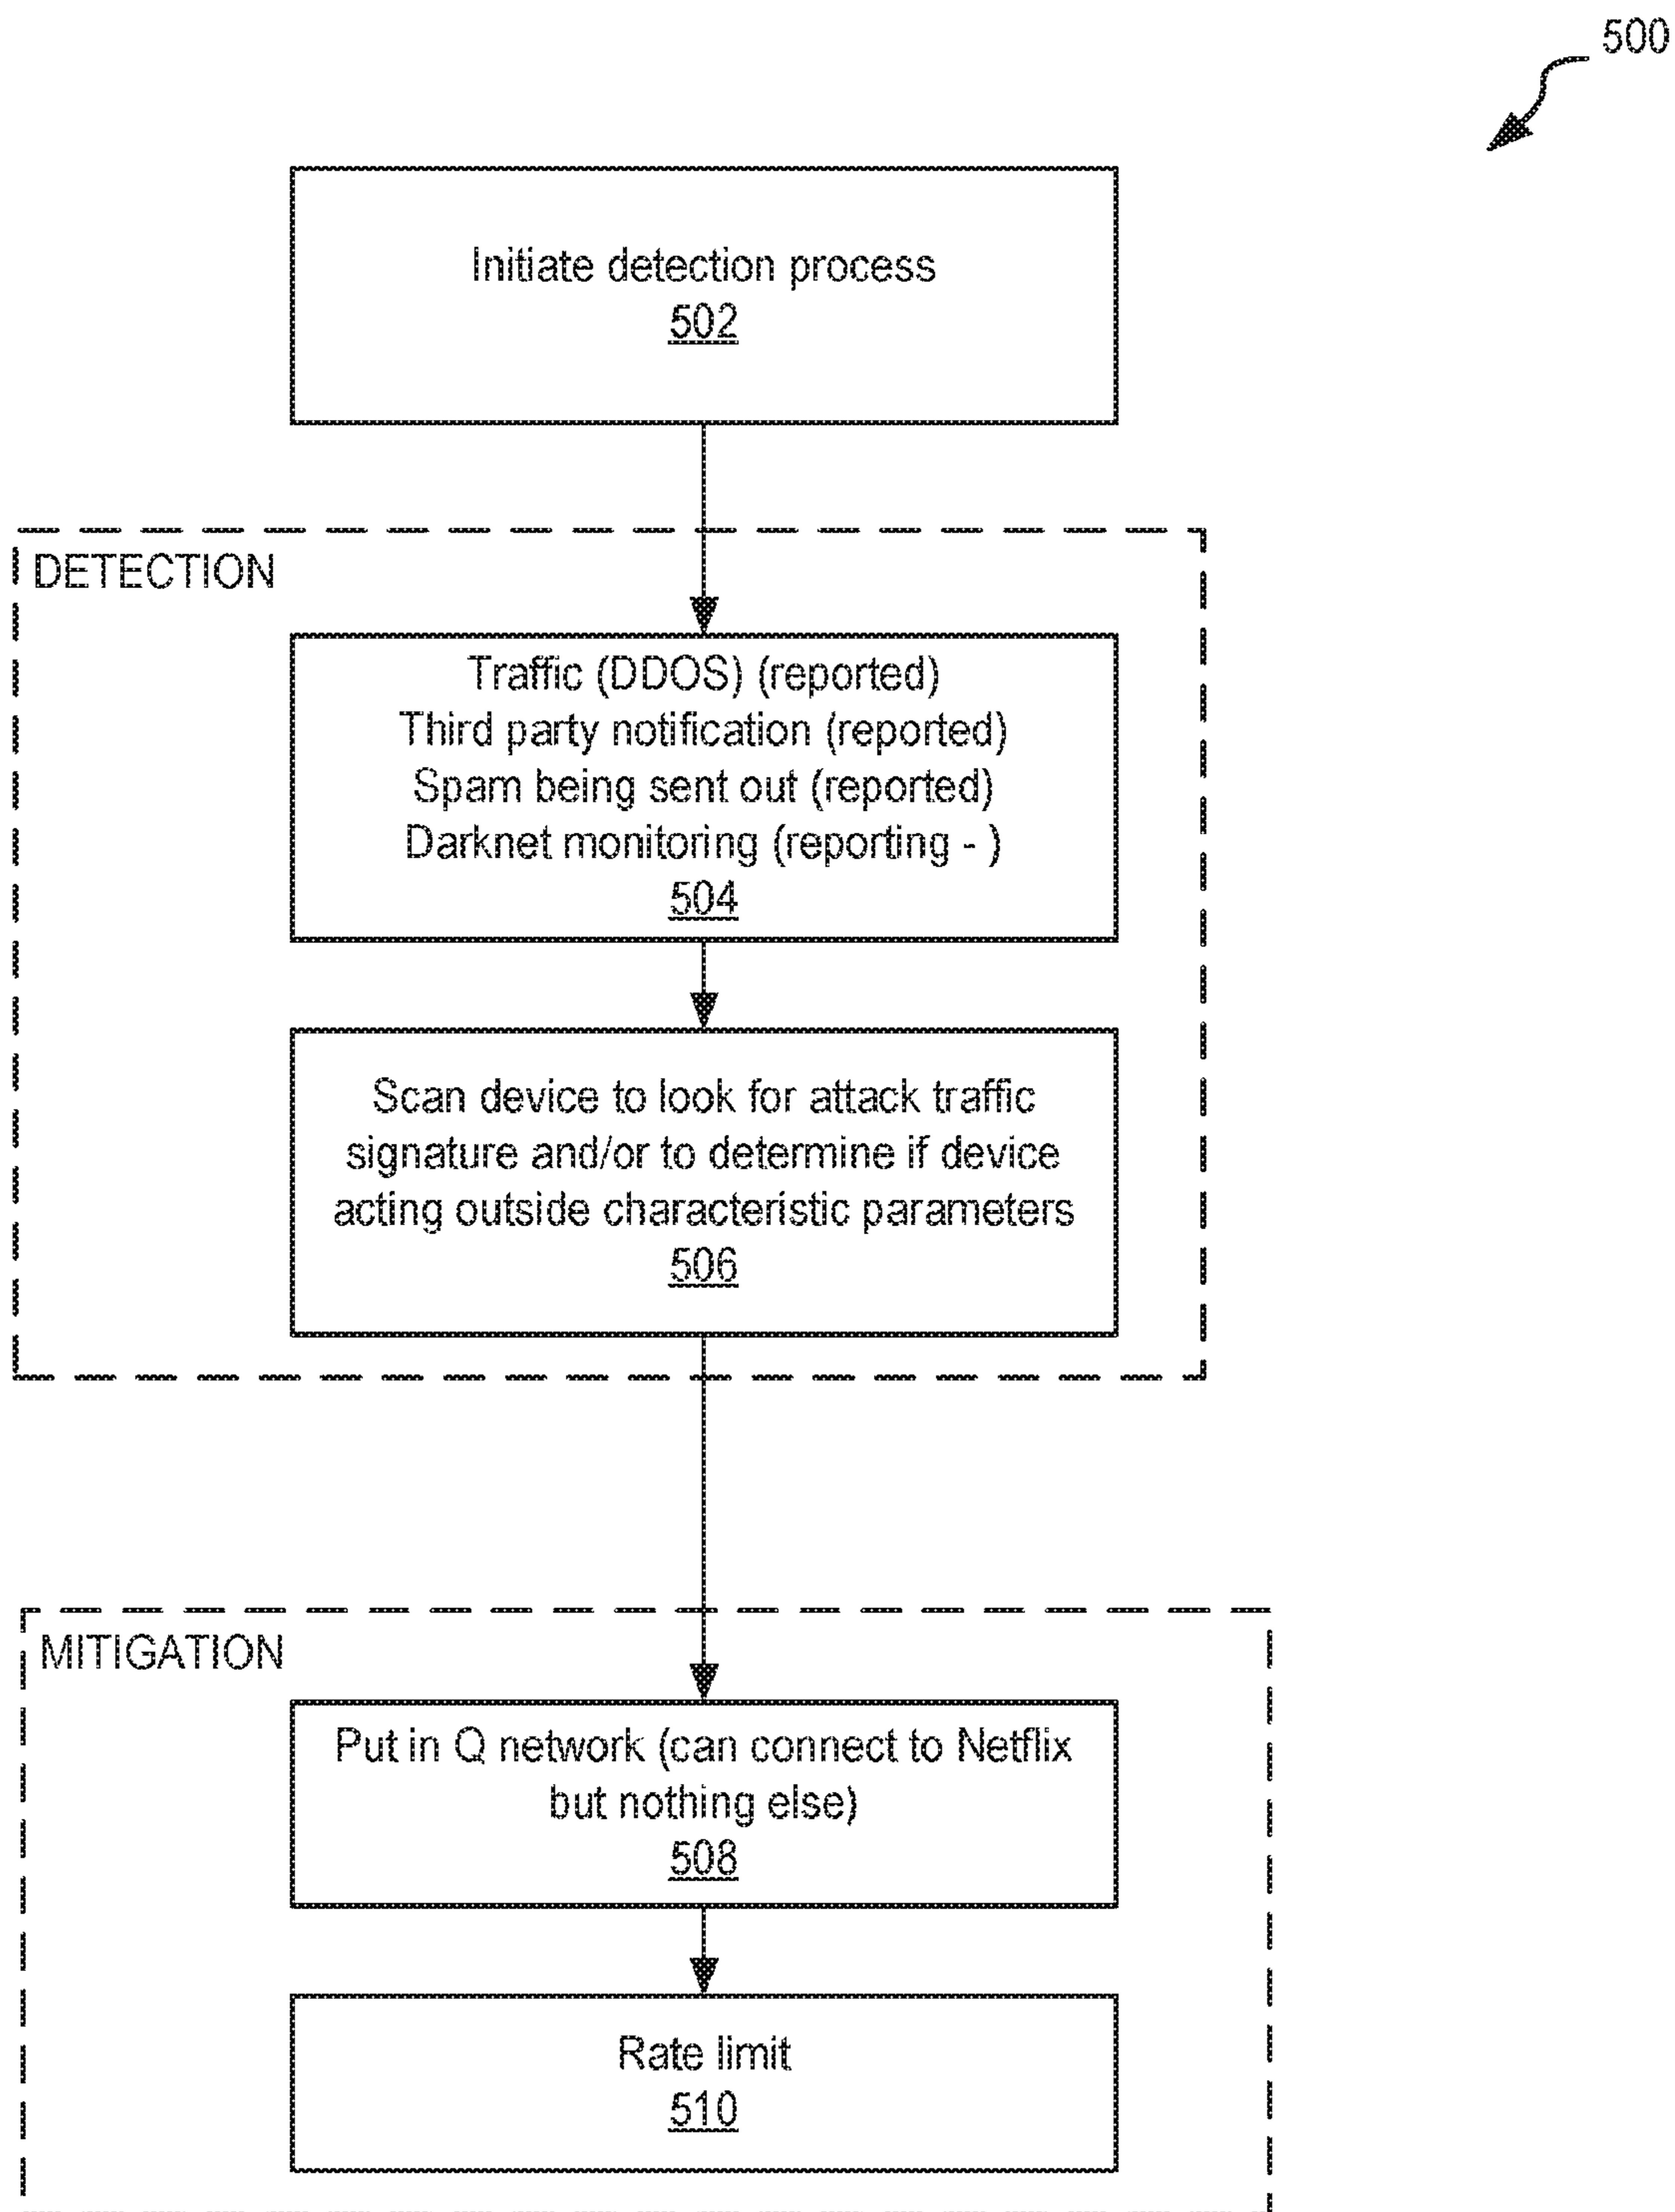 500
Initiate detection process
502
DETECTION
Traffic (DDOS) (reported)
Third party notification (reported)
Spam being sent out (reported)
Darknet monitoring (reporting - )
504
Scan device to look for attack traffic
signature and/or to determine if device
acting outside characteristic parameters
506
MITIGATION
Put in Q network (can connect to Netflix
but nothing else)
508
Rate limit
510